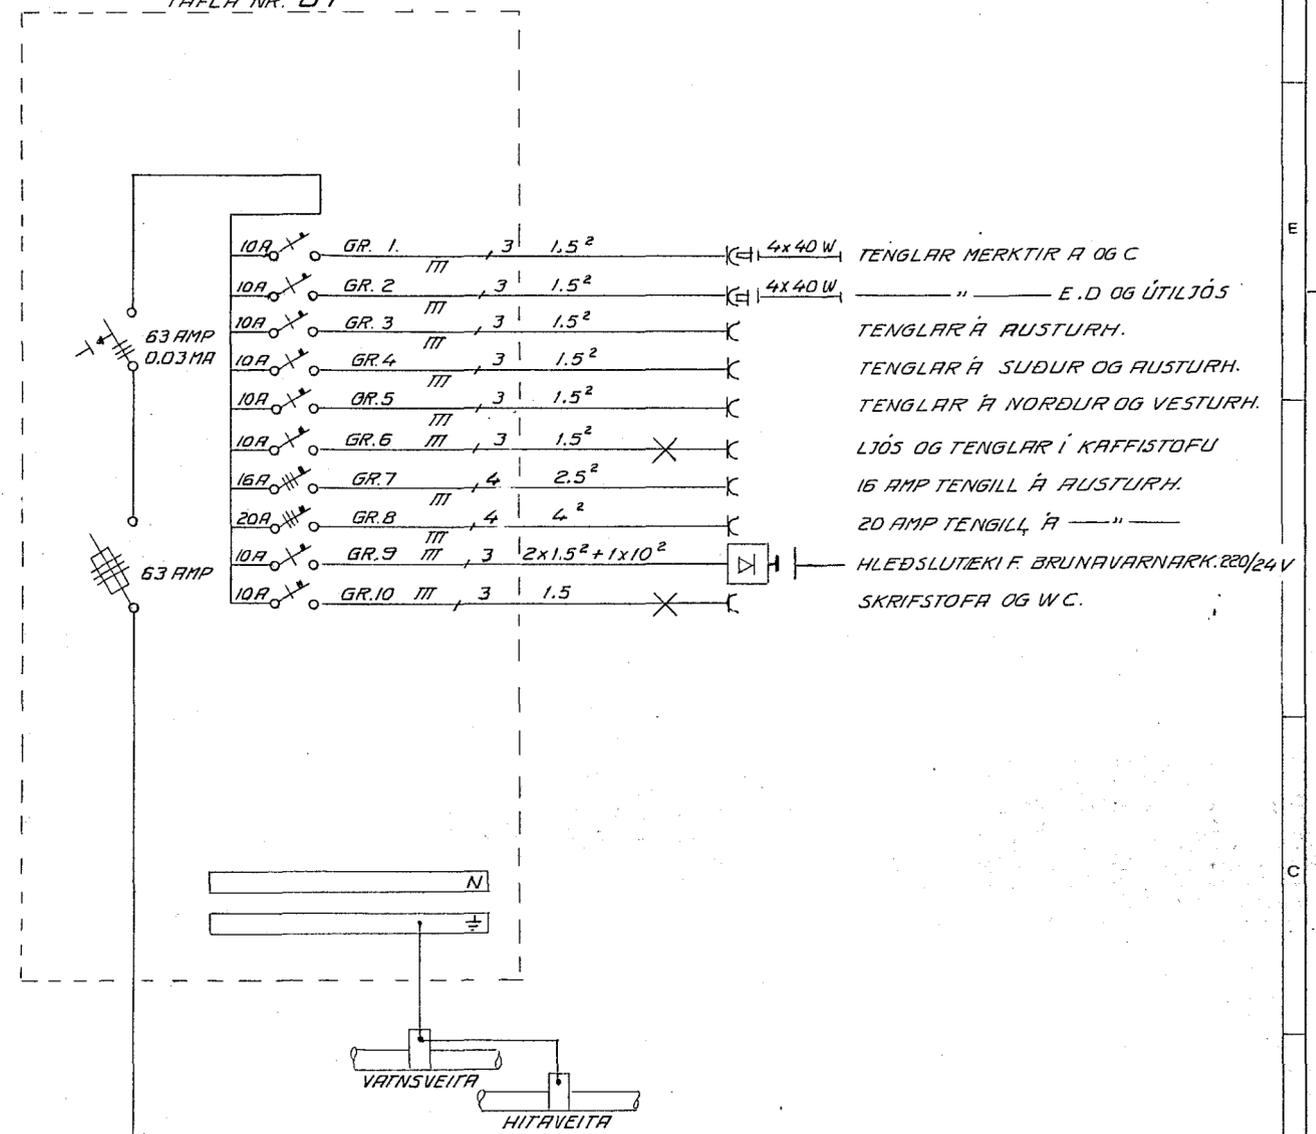 TAFLA NR. 01
10A GR. 1. 3 1.5² 4x40 W TENGLAR MERKTIR A OG C
10A GR. 2 3 1.5² 4x40 W —— " —— E.D OG ÚTILJÓS
10A GR. 3 3 1.5² TENGLAR Á AUSTURH.
63 AMP
0.03 MA
10A GR. 4 3 1.5² TENGLAR Á SUÐUR OG AUSTURH.
10A GR. 5 3 1.5² TENGLAR Á NORÐUR OG VESTURH.
10A GR. 6 3 1.5² LJÓS OG TENGLAR Í KAFFISTOFU
16A GR. 7 4 2.5² 16 AMP TENGILL Á AUSTURH.
20A GR. 8 4 4² 20 AMP TENGILL Á — " —
10A GR. 9 3 2x1.5²+1x10² HLEÐSLUTÆKI F. BRUNAVARNARK. 220/24V
63 AMP
10A GR. 10 3 1.5 SKRIFSTOFA OG WC.
N
VATNSVEITA
HITAVEITA
E
C